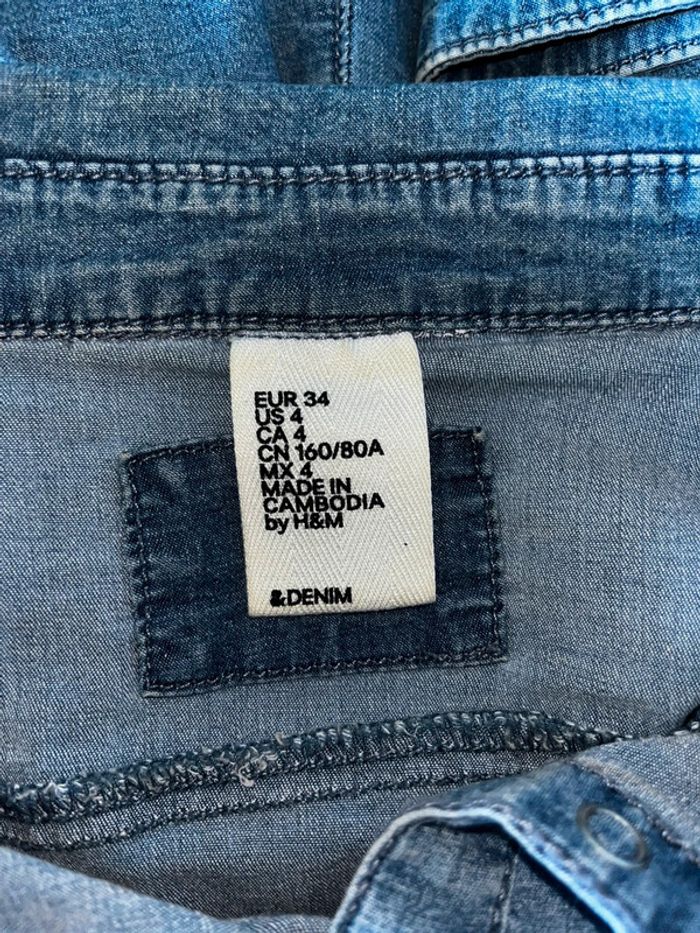 EUR 34
US 4
CA 4
CN 160/80A
MX 4
MADE IN
CAMBODIA
by H&M
&DENIM